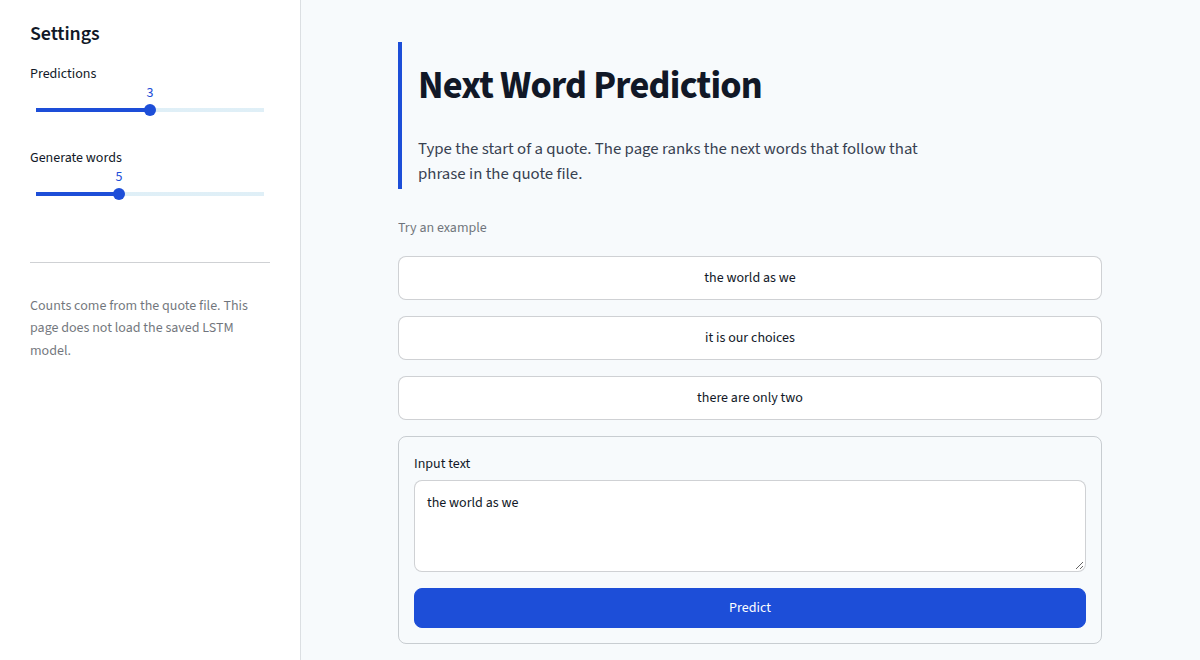 Settings
Predictions
3
Generate words
5
Counts come from the quote file. This
page does not load the saved LSTM
model.
Next Word Prediction
Type the start of a quote. The page ranks the next words that follow that
phrase in the quote file.
Try an example
the world as we
it is our choices
there are only two
Input text
the world as we
Predict